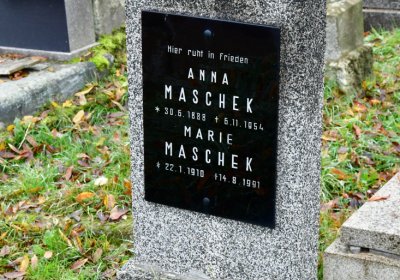 Hier ruht in Frieden
ANNA
MASCHEK
* 30.6.1888 † 6.11.1954
MARIE
MASCHEK
* 22.1.1910 †14.8.1991